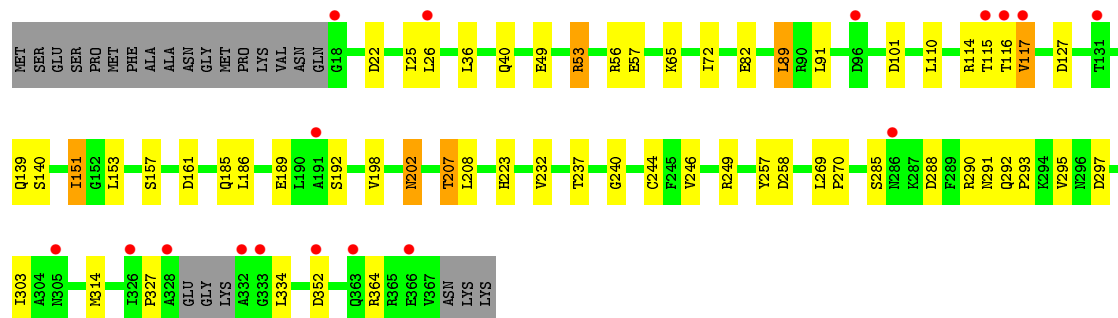 MET SER GLU SER PRO MET PHE ALA ALA ASN GLY MET PRO LYS VAL ASN GLN G18 D22 I25 L26 L36 Q40 E49 R53 R56 E57 K65 I72 E82 L89 R90 L91 D96 D101 L110 R114 T115 T116 V117 D127 T131
Q139 S140 I151 G152 L153 S157 D161 Q185 L186 E189 L190 A191 S192 V198 N202 T207 L208 H223 V232 T237 G240 C244 F245 V246 R249 Y257 D258 L269 P270 S285 N286 K287 D288 F289 R290 N291 Q292 P293 K294 V295 N296 D297
I303 A304 N305 M314 I326 P327 A328 GLU GLY LYS A332 G333 L334 D352 Q363 R364 R365 E366 V367 ASN LYS LYS